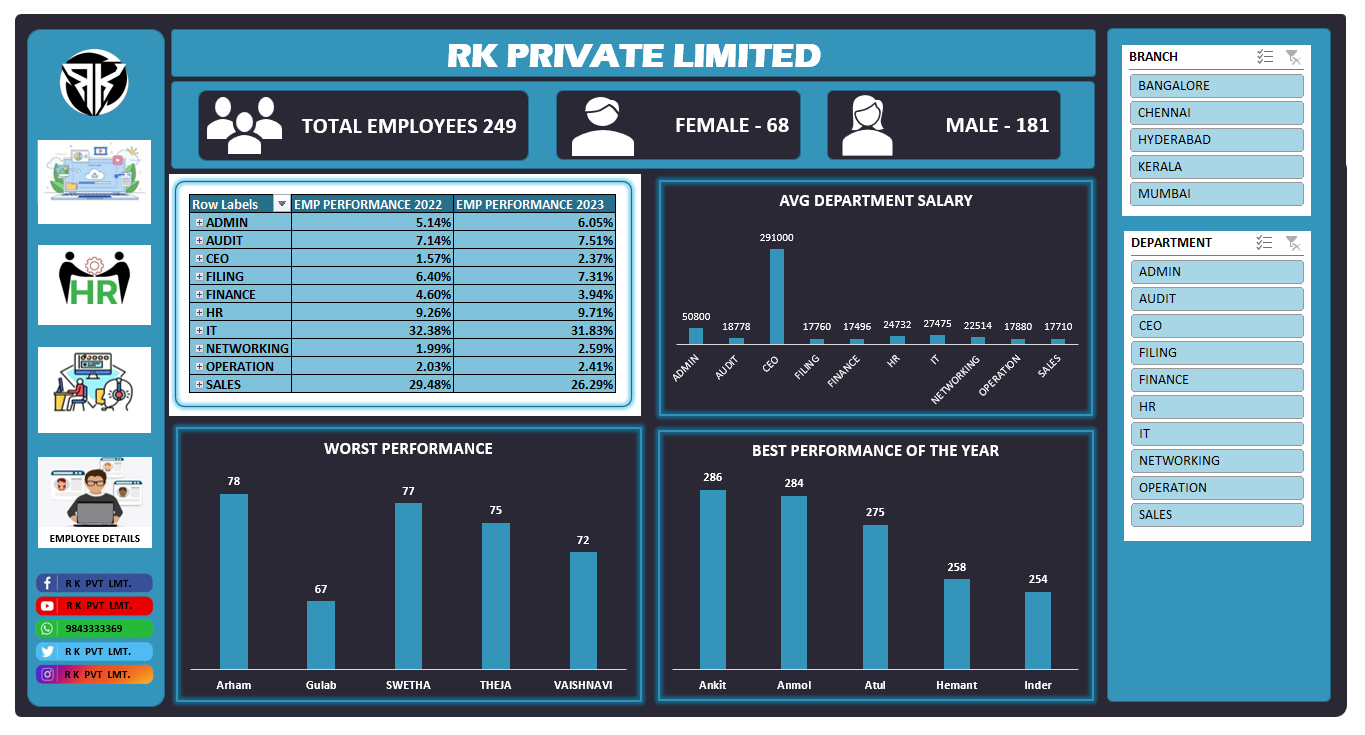 RK
RK PRIVATE LIMITED
TOTAL EMPLOYEES 249
FEMALE - 68
MALE - 181
HR
EMPLOYEE DETAILS
R K PVT LMT.
R K PVT LMT.
9843333369
R K PVT LMT.
R K PVT LMT.
Row Labels EMP PERFORMANCE 2022 EMP PERFORMANCE 2023
ADMIN 5.14% 6.05%
AUDIT 7.14% 7.51%
CEO 1.57% 2.37%
FILING 6.40% 7.31%
FINANCE 4.60% 3.94%
HR 9.26% 9.71%
IT 32.38% 31.83%
NETWORKING 1.99% 2.59%
OPERATION 2.03% 2.41%
SALES 29.48% 26.29%
AVG DEPARTMENT SALARY
50800 18778 291000 17760 17496 24732 27475 22514 17880 17710
ADMIN AUDIT CEO FILING FINANCE HR IT NETWORKING OPERATION SALES
WORST PERFORMANCE
78 67 77 75 72
Arham Gulab SWETHA THEJA VAISHNAVI
BEST PERFORMANCE OF THE YEAR
286 284 275 258 254
Ankit Anmol Atul Hemant Inder
BRANCH
BANGALORE
CHENNAI
HYDERABAD
KERALA
MUMBAI
DEPARTMENT
ADMIN
AUDIT
CEO
FILING
FINANCE
HR
IT
NETWORKING
OPERATION
SALES